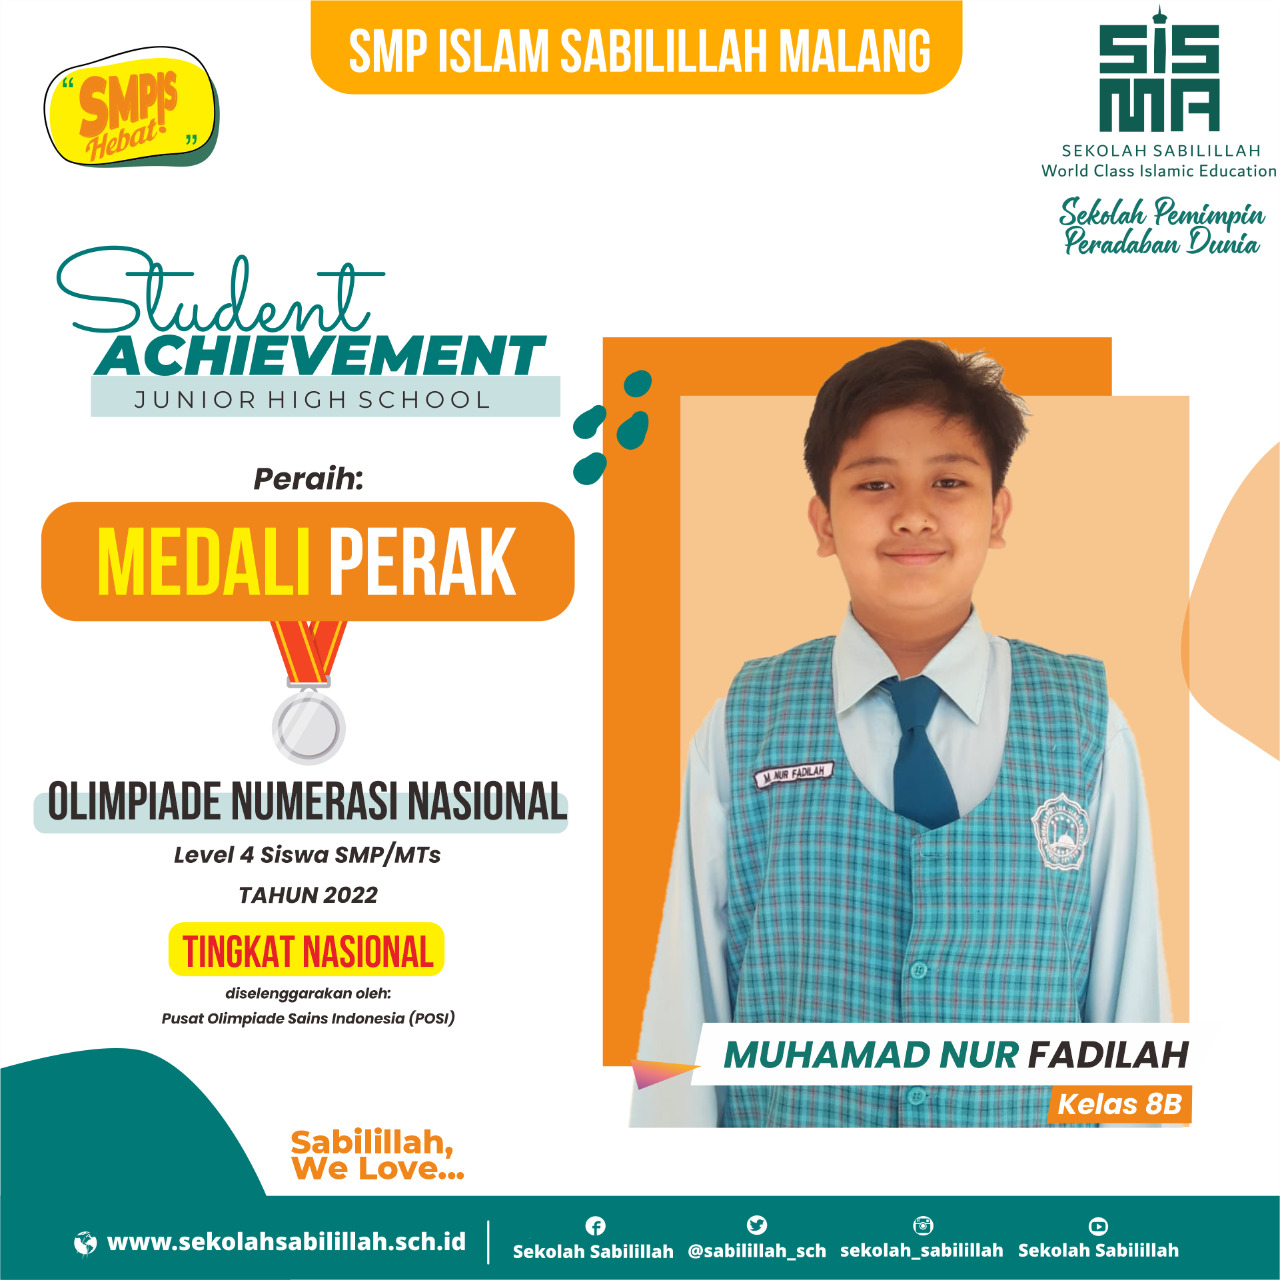 SMP ISLAM SABILILLAH MALANG
“SMPIS
Hebat!”
SISMA
SEKOLAH SABILILLAH
World Class Islamic Education
Sekolah Pemimpin
Peradaban Dunia
Student
ACHIEVEMENT
JUNIOR HIGH SCHOOL
Peraih:
MEDALI PERAK
OLIMPIADE NUMERASI NASIONAL
Level 4 Siswa SMP/MTs
TAHUN 2022
TINGKAT NASIONAL
diselenggarakan oleh:
Pusat Olimpiade Sains Indonesia (POSI)
M. NUR FADILAH
MUHAMAD NUR FADILAH
Kelas 8B
Sabilillah,
We Love...
www.sekolahsabilillah.sch.id
Sekolah Sabilillah
@sabilillah_sch
sekolah_sabilillah
Sekolah Sabilillah